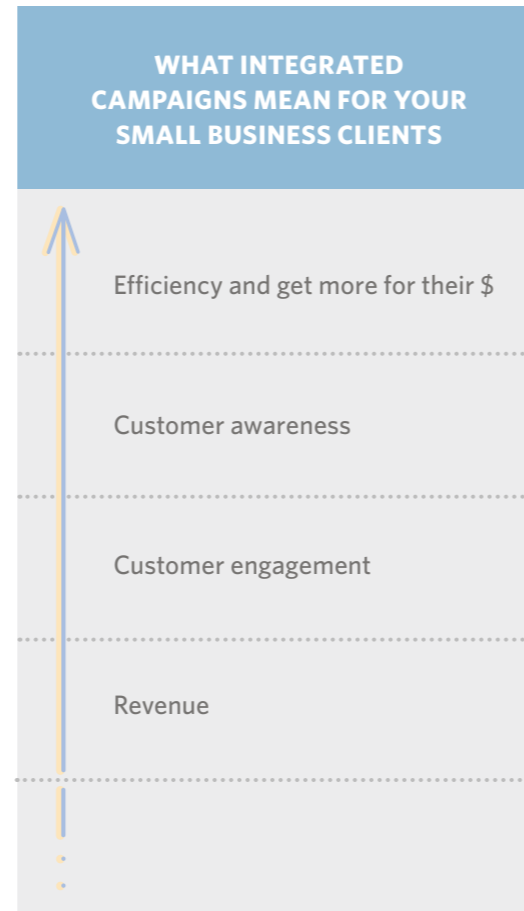 WHAT INTEGRATED
CAMPAIGNS MEAN FOR YOUR
SMALL BUSINESS CLIENTS
Efficiency and get more for their $
Customer awareness
Customer engagement
Revenue